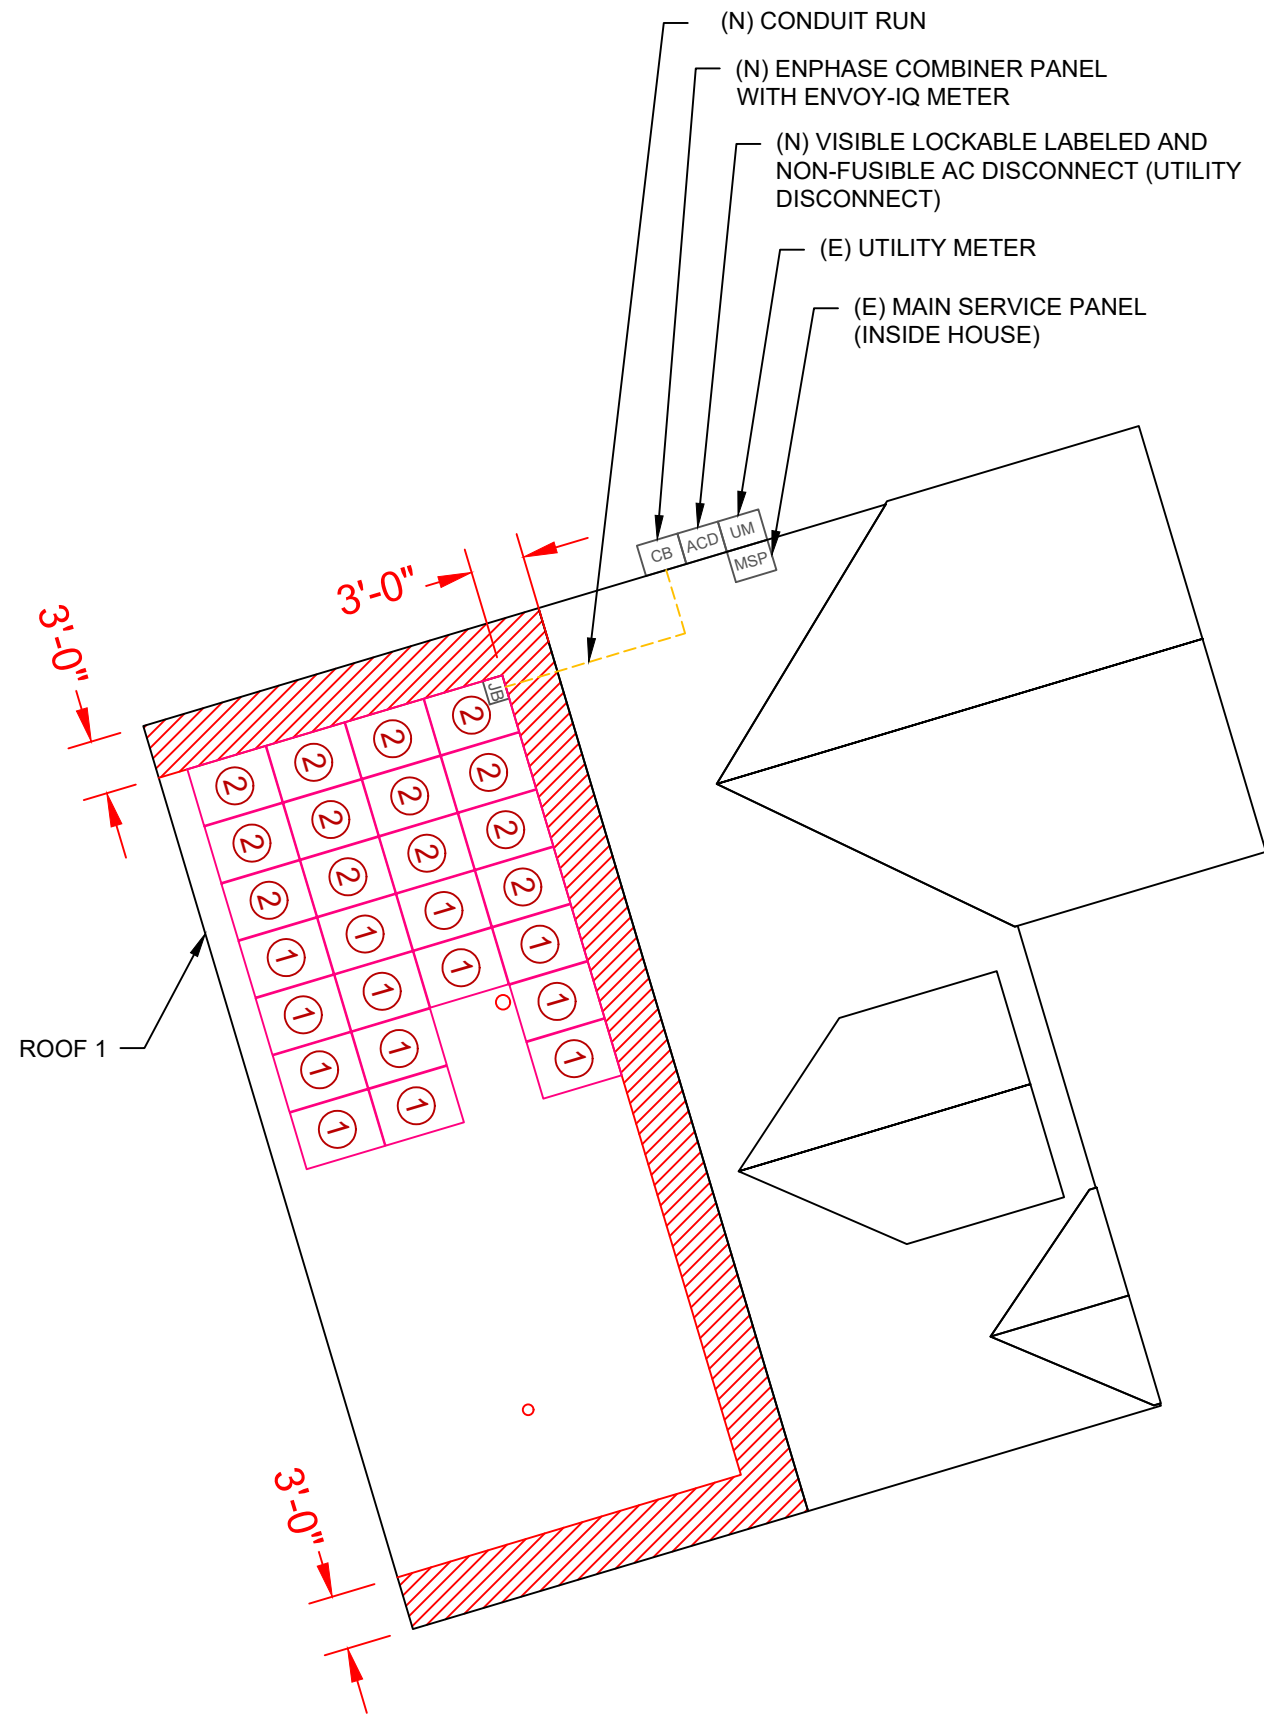 (N) CONDUIT RUN
(N) ENPHASE COMBINER PANEL
WITH ENVOY-IQ METER
(N) VISIBLE LOCKABLE LABELED AND
NON-FUSIBLE AC DISCONNECT (UTILITY
DISCONNECT)
(E) UTILITY METER
(E) MAIN SERVICE PANEL
(INSIDE HOUSE)
CB ACD UM
MSP
3'-0"
3'-0"
JB
2 2 2 2
2 2 2 2
2 2 2 2
1 1 1 2
1 1 1 1
1 1 1
1 1 1
ROOF 1
3'-0"